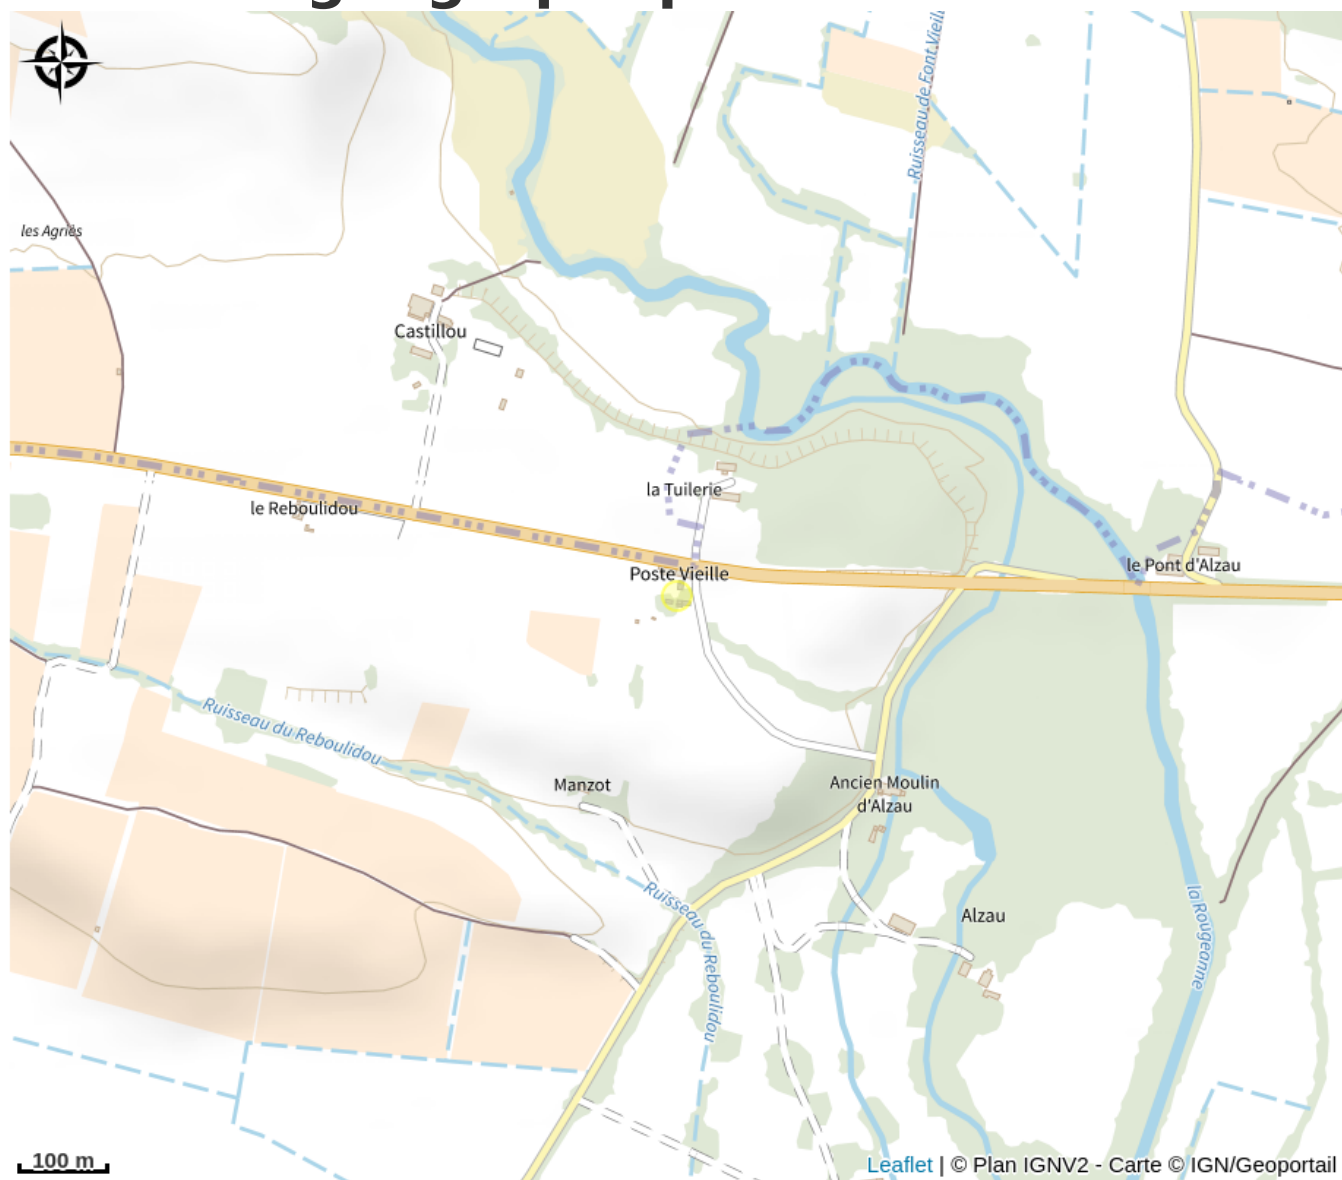 Ruisseau de Font Vieill
les Agriès
Castillou
la Tuilerie
le Reboulidou
Poste Vieille
le Pont d'Alzau
Ruisseau du Reboulidou
Manzot
Ancien Moulin
d'Alzau
Ruisseau du Reboulidou
Alzau
la Rougeanne
100 m
Leaflet | © Plan IGNV2 - Carte © IGN/Geoportail